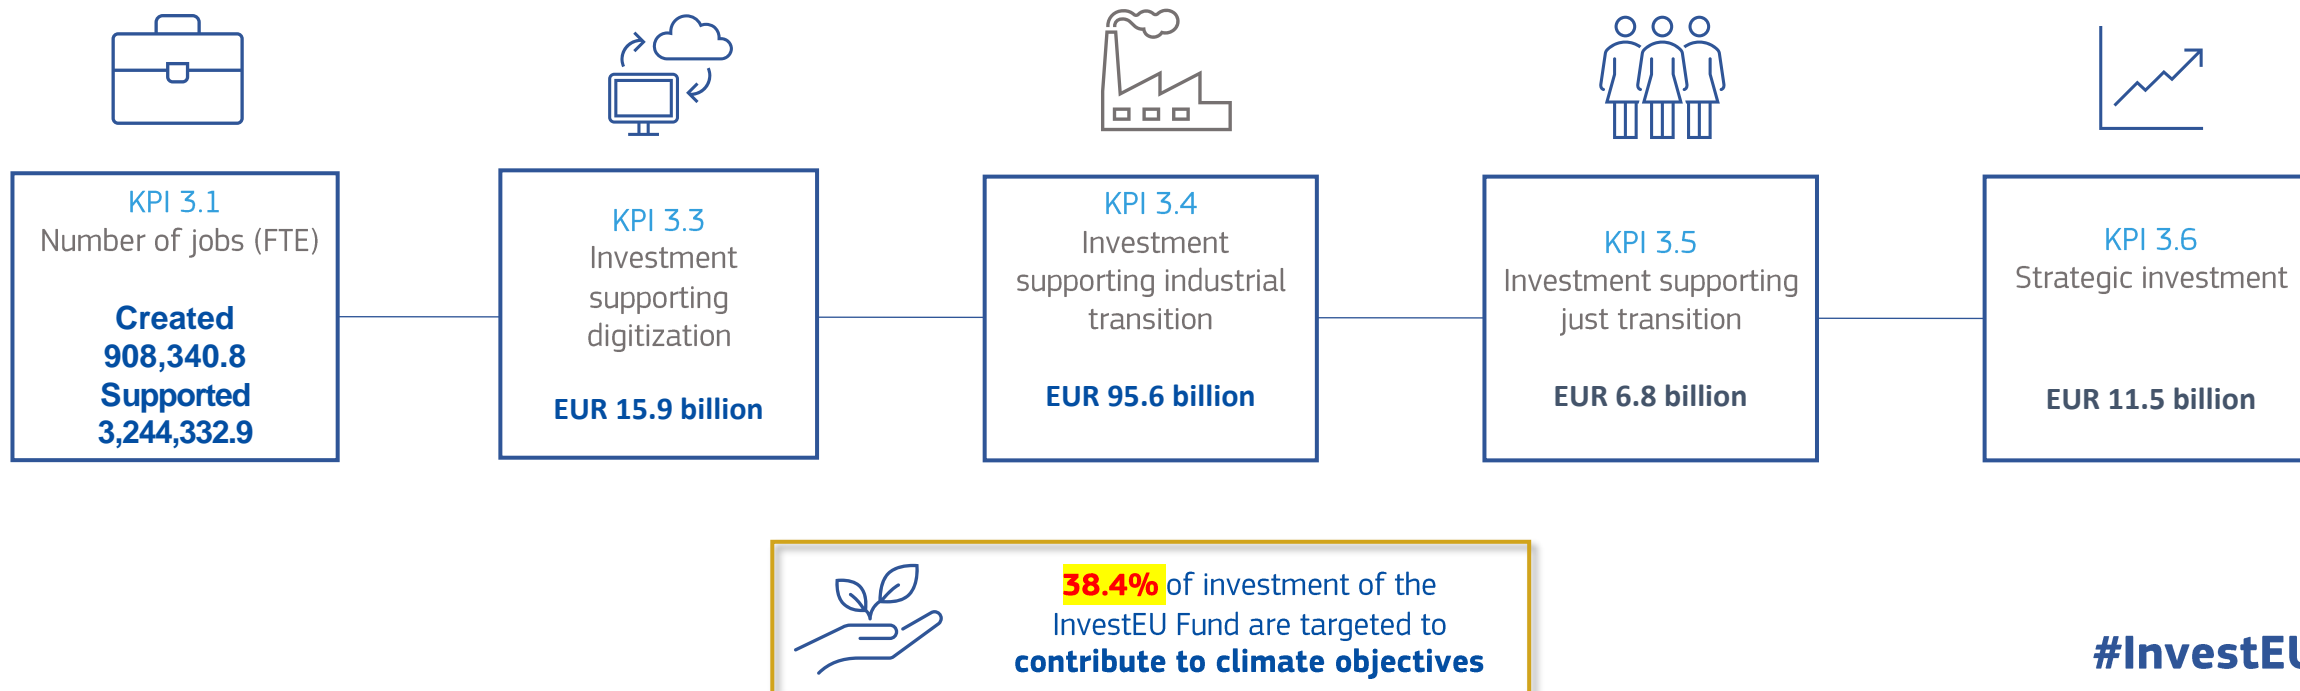 KPI 3.1
Number of jobs (FTE)
Created
908,340.8
Supported
3,244,332.9
KPI 3.3
Investment
supporting
digitization
EUR 15.9 billion
KPI 3.4
Investment
supporting industrial
transition
EUR 95.6 billion
KPI 3.5
Investment supporting
just transition
EUR 6.8 billion
KPI 3.6
Strategic investment
EUR 11.5 billion
38.4% of investment of the
InvestEU Fund are targeted to
contribute to climate objectives
#InvestEU